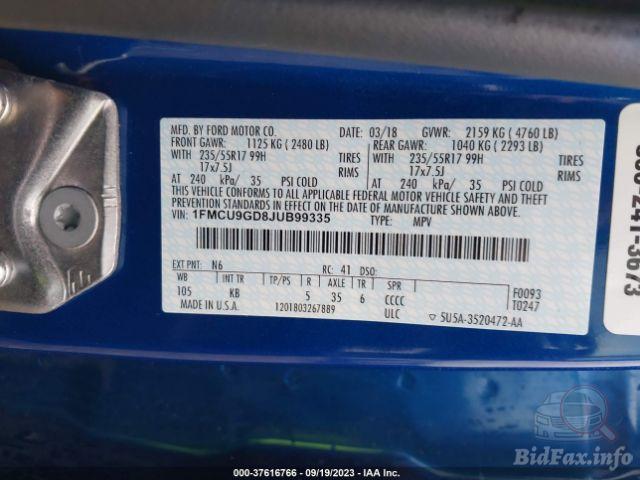 MFD. BY FORD MOTOR CO. DATE: 03/18 GVWR: 2159 KG ( 4760 LB)
FRONT GAWR: 1125 KG ( 2480 LB) REAR GAWR: 1040 KG ( 2293 LB)
WITH 235/55R17 99H TIRES WITH 235/55R17 99H TIRES
17x7.5J RIMS 17x7.5J RIMS
AT 240 kPa/ 35 PSI COLD AT 240 kPa/ 35 PSI COLD
THIS VEHICLE CONFORMS TO ALL APPLICABLE FEDERAL MOTOR VEHICLE SAFETY AND THEFT
PREVENTION STANDARDS IN EFFECT ON THE DATE OF MANUFACTURE SHOWN ABOVE.
VIN: 1FMCU9GD8JUB99335 TYPE: MPV
EXT PNT: N6 RC: 41 DSO:
WB INT TR TP/PS R AXLE TR SPR F0093
105 KB 5 35 6 CCCC T0247
MADE IN U.S.A. 1201803267889 ULC 5U5A-3520472-AA
000-37616766 - 09/19/2023 - IAA Inc.
BidFax.info